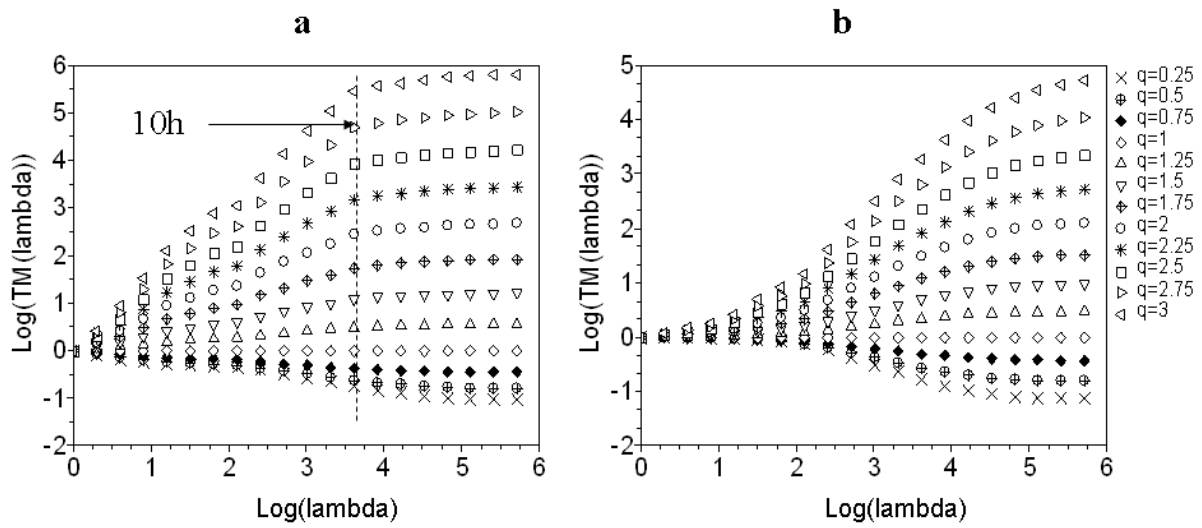 a
b
6
5
4
3
2
1
0
-1
-2
10h
Log(TM (lambda))
0 1 2 3 4 5 6
Log(lambda)
5
4
3
2
1
0
-1
-2
Log(TM (lambda))
0 1 2 3 4 5 6
Log(lambda)
q=0.25
q=0.5
q=0.75
q=1
q=1.25
q=1.5
q=1.75
q=2
q=2.25
q=2.5
q=2.75
q=3